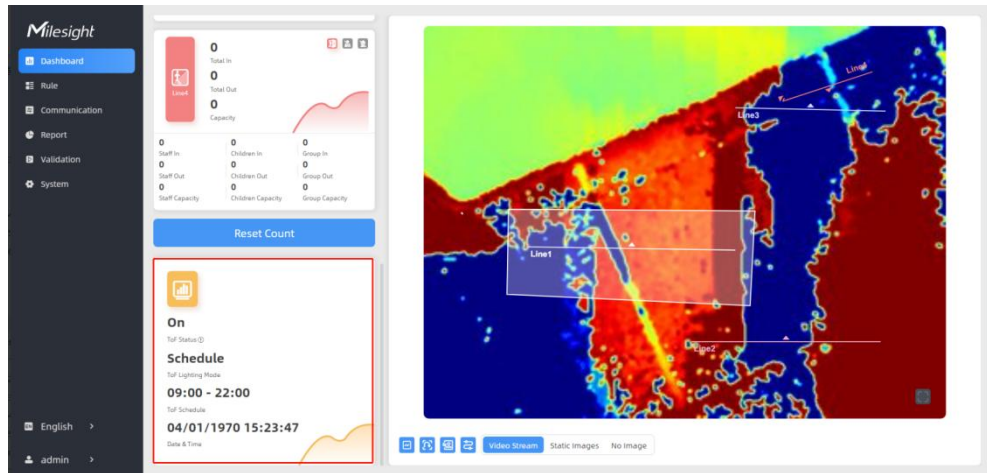 Milesight
Dashboard
Rule
Communication
Report
Validation
System
English
admin
Line4
0
Total In
0
Total Out
0
Capacity
0 0 0
Staff In Children In Group In
0 0 0
Staff Out Children Out Group Out
0 0 0
Staff Capacity Children Capacity Group Capacity
Reset Count
On
ToF Status
Schedule
ToF Lighting Mode
09:00 - 22:00
ToF Schedule
04/01/1970 15:23:47
Date & Time
Line4
Line3
Line1
Line2
Video Stream Static Images No Image